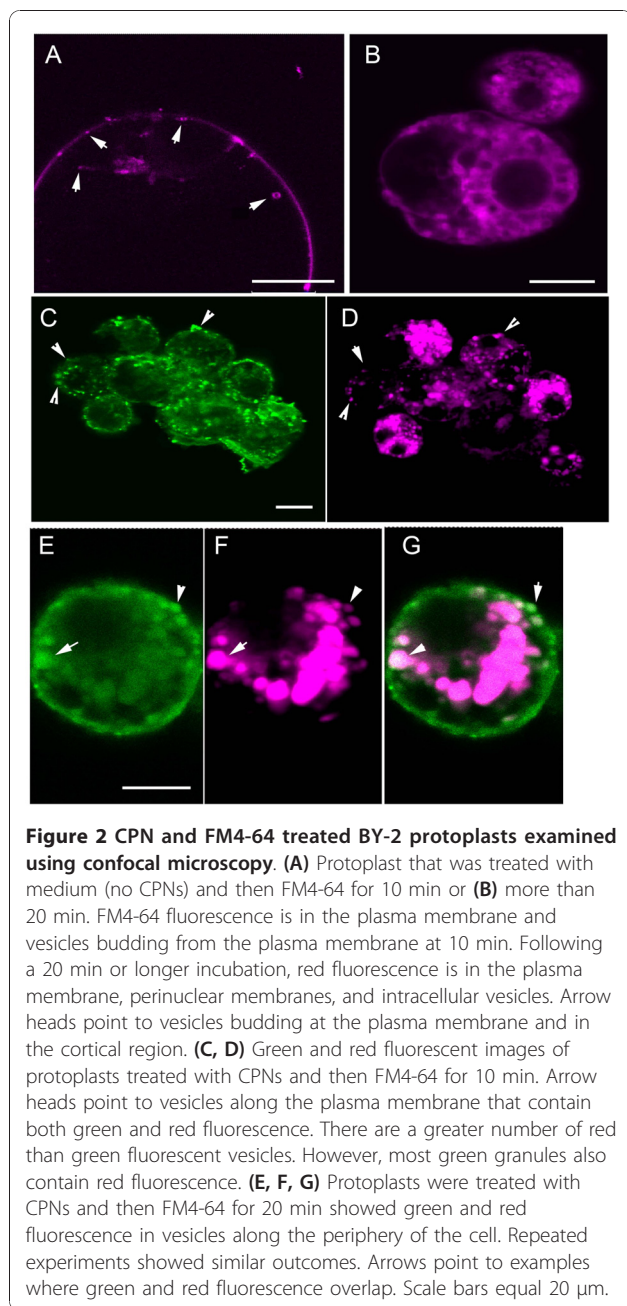 A
B
C
D
E
F
G
Figure 2 CPN and FM4-64 treated BY-2 protoplasts examined
using confocal microscopy. (A) Protoplast that was treated with
medium (no CPNs) and then FM4-64 for 10 min or (B) more than
20 min. FM4-64 fluorescence is in the plasma membrane and
vesicles budding from the plasma membrane at 10 min. Following
a 20 min or longer incubation, red fluorescence is in the plasma
membrane, perinuclear membranes, and intracellular vesicles. Arrow
heads point to vesicles budding at the plasma membrane and in
the cortical region. (C, D) Green and red fluorescent images of
protoplasts treated with CPNs and then FM4-64 for 10 min. Arrow
heads point to vesicles along the plasma membrane that contain
both green and red fluorescence. There are a greater number of red
than green fluorescent vesicles. However, most green granules also
contain red fluorescence. (E, F, G) Protoplasts were treated with
CPNs and then FM4-64 for 20 min showed green and red
fluorescence in vesicles along the periphery of the cell. Repeated
experiments showed similar outcomes. Arrows point to examples
where green and red fluorescence overlap. Scale bars equal 20 μm.